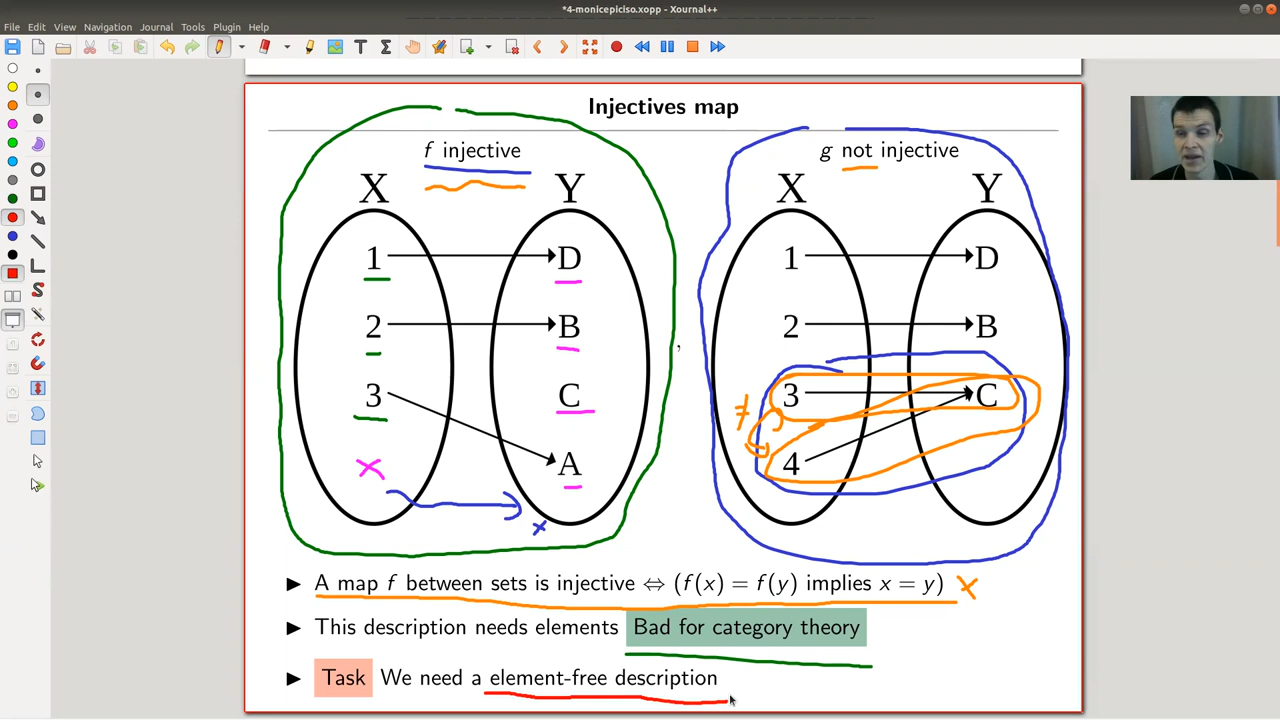 *4-monicepiciso.xopp - Xournal++
File Edit View Navigation Journal Tools Plugin Help
Injectives map
f injective
g not injective
X Y X Y
1 D 1 D
2 B 2 B
3 C 3 C
A 4
x
x
≠
,
► A map f between sets is injective ⇔ (f(x) = f(y) implies x = y) x
► This description needs elements Bad for category theory
► Task We need a element-free description